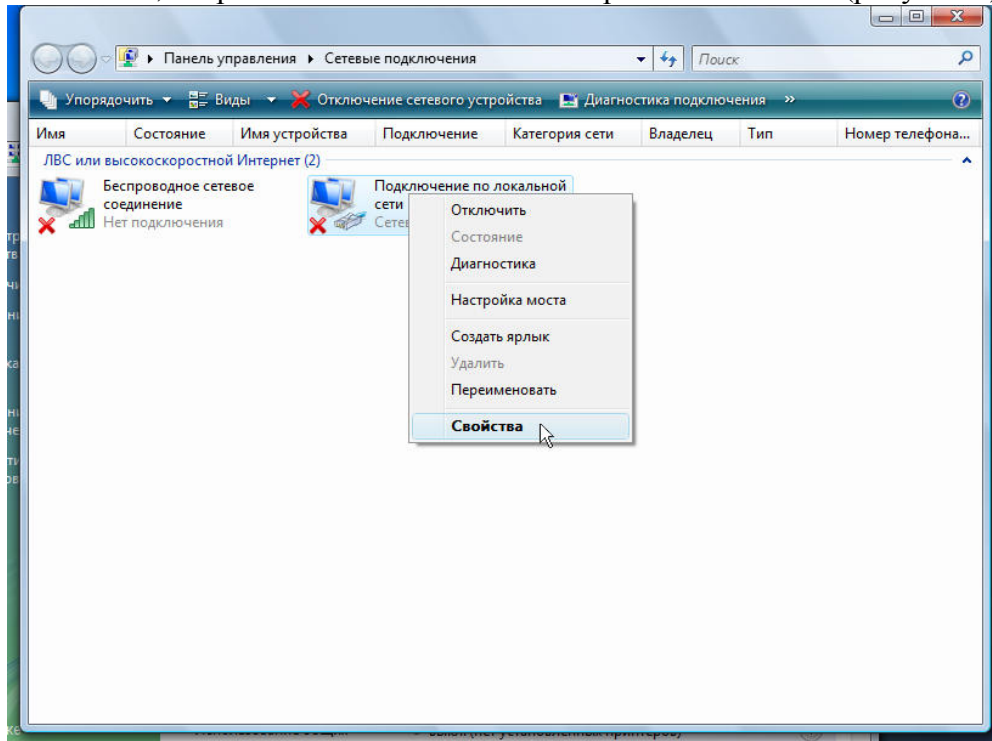 Панель управления ▸ Сетевые подключения
Поиск
Упорядочить
Виды
Отключение сетевого устройства
Диагностика подключения
»
Имя
Состояние
Имя устройства
Подключение
Категория сети
Владелец
Тип
Номер телефона...
ЛВС или высокоскоростной Интернет (2)
Беспроводное сетевое
соединение
Нет подключения
Подключение по локальной
сети
Отключить
Состояние
Диагностика
Настройка моста
Создать ярлык
Удалить
Переименовать
Свойства